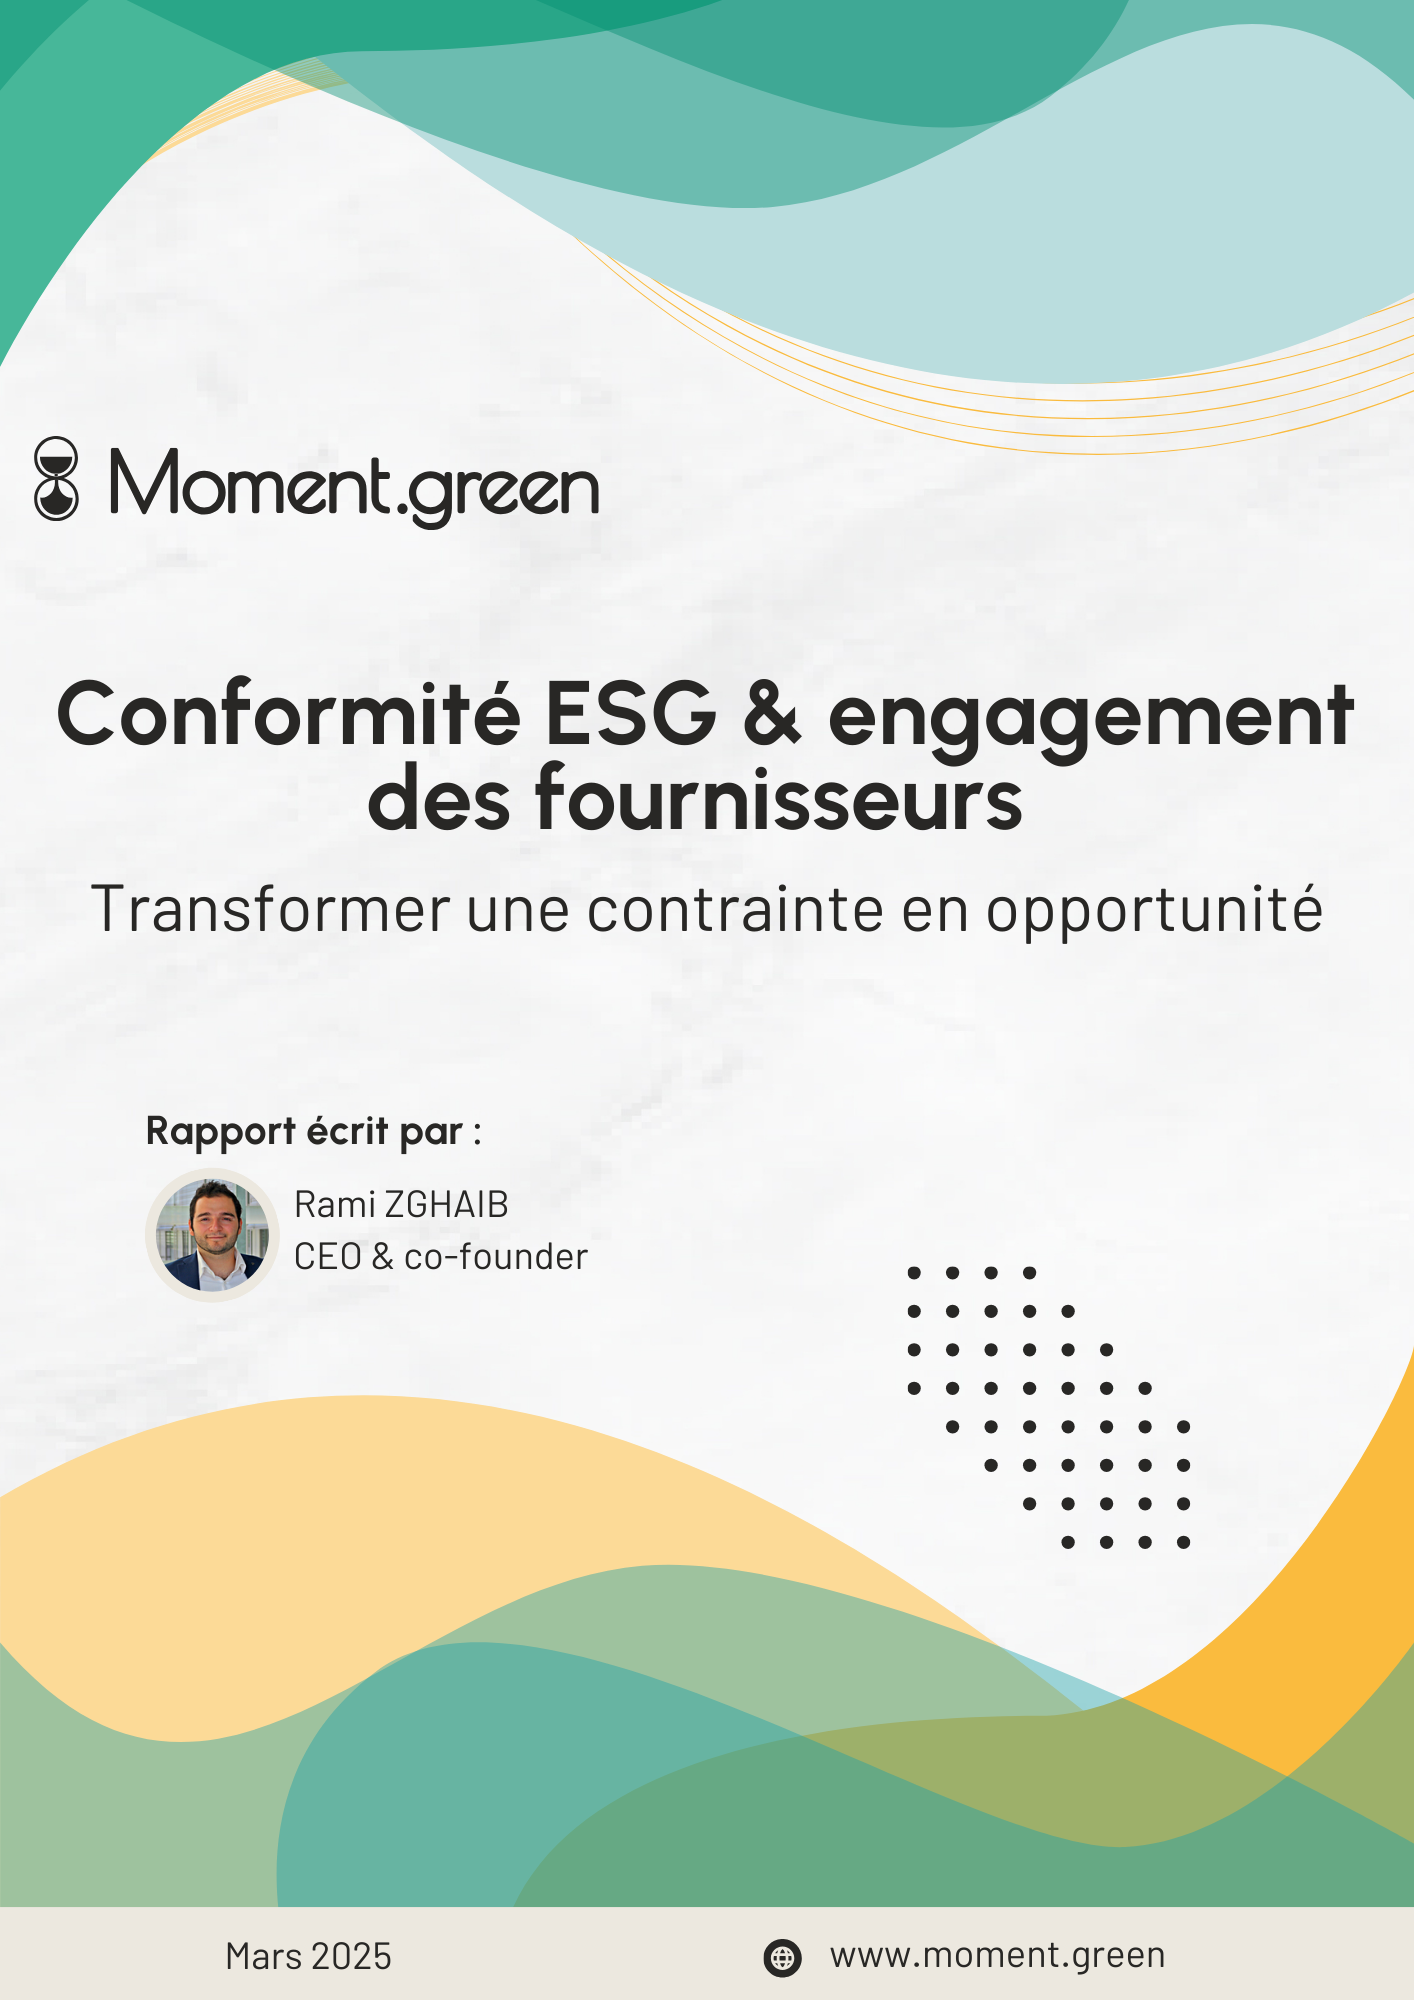 Moment.green
Conformité ESG & engagement
des fournisseurs
Transformer une contrainte en opportunité
Rapport écrit par :
Rami ZGHAIB
CEO & co-founder
Mars 2025
www.moment.green